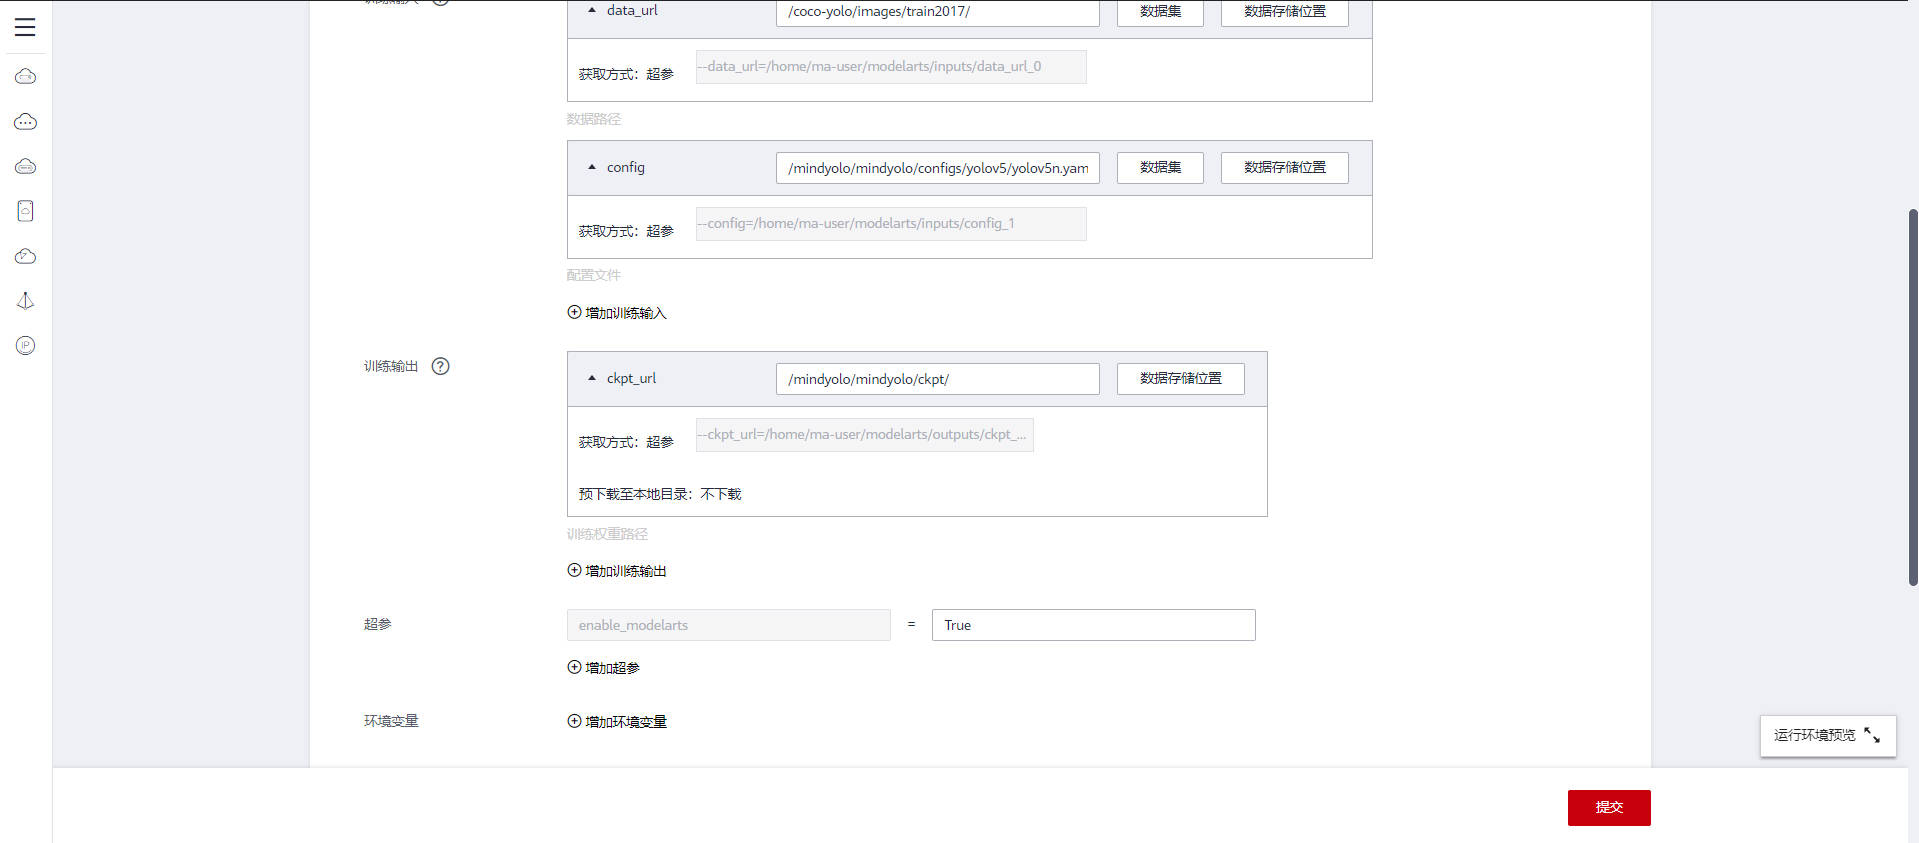 训练输入
data_url
/coco-yolo/images/train2017/
数据集
数据存储位置
获取方式：超参
--data_url=/home/ma-user/modelarts/inputs/data_url_0
数据路径
config
/mindyolo/mindyolo/configs/yolov5/yolov5n.yam
数据集
数据存储位置
获取方式：超参
--config=/home/ma-user/modelarts/inputs/config_1
配置文件
增加训练输入
训练输出 ?
ckpt_url
/mindyolo/mindyolo/ckpt/
数据存储位置
获取方式：超参
--ckpt_url=/home/ma-user/modelarts/outputs/ckpt_...
预下载至本地目录：不下载
训练权重路径
增加训练输出
超参
enable_modelarts
=
True
增加超参
环境变量
增加环境变量
运行环境预览
提交
IP